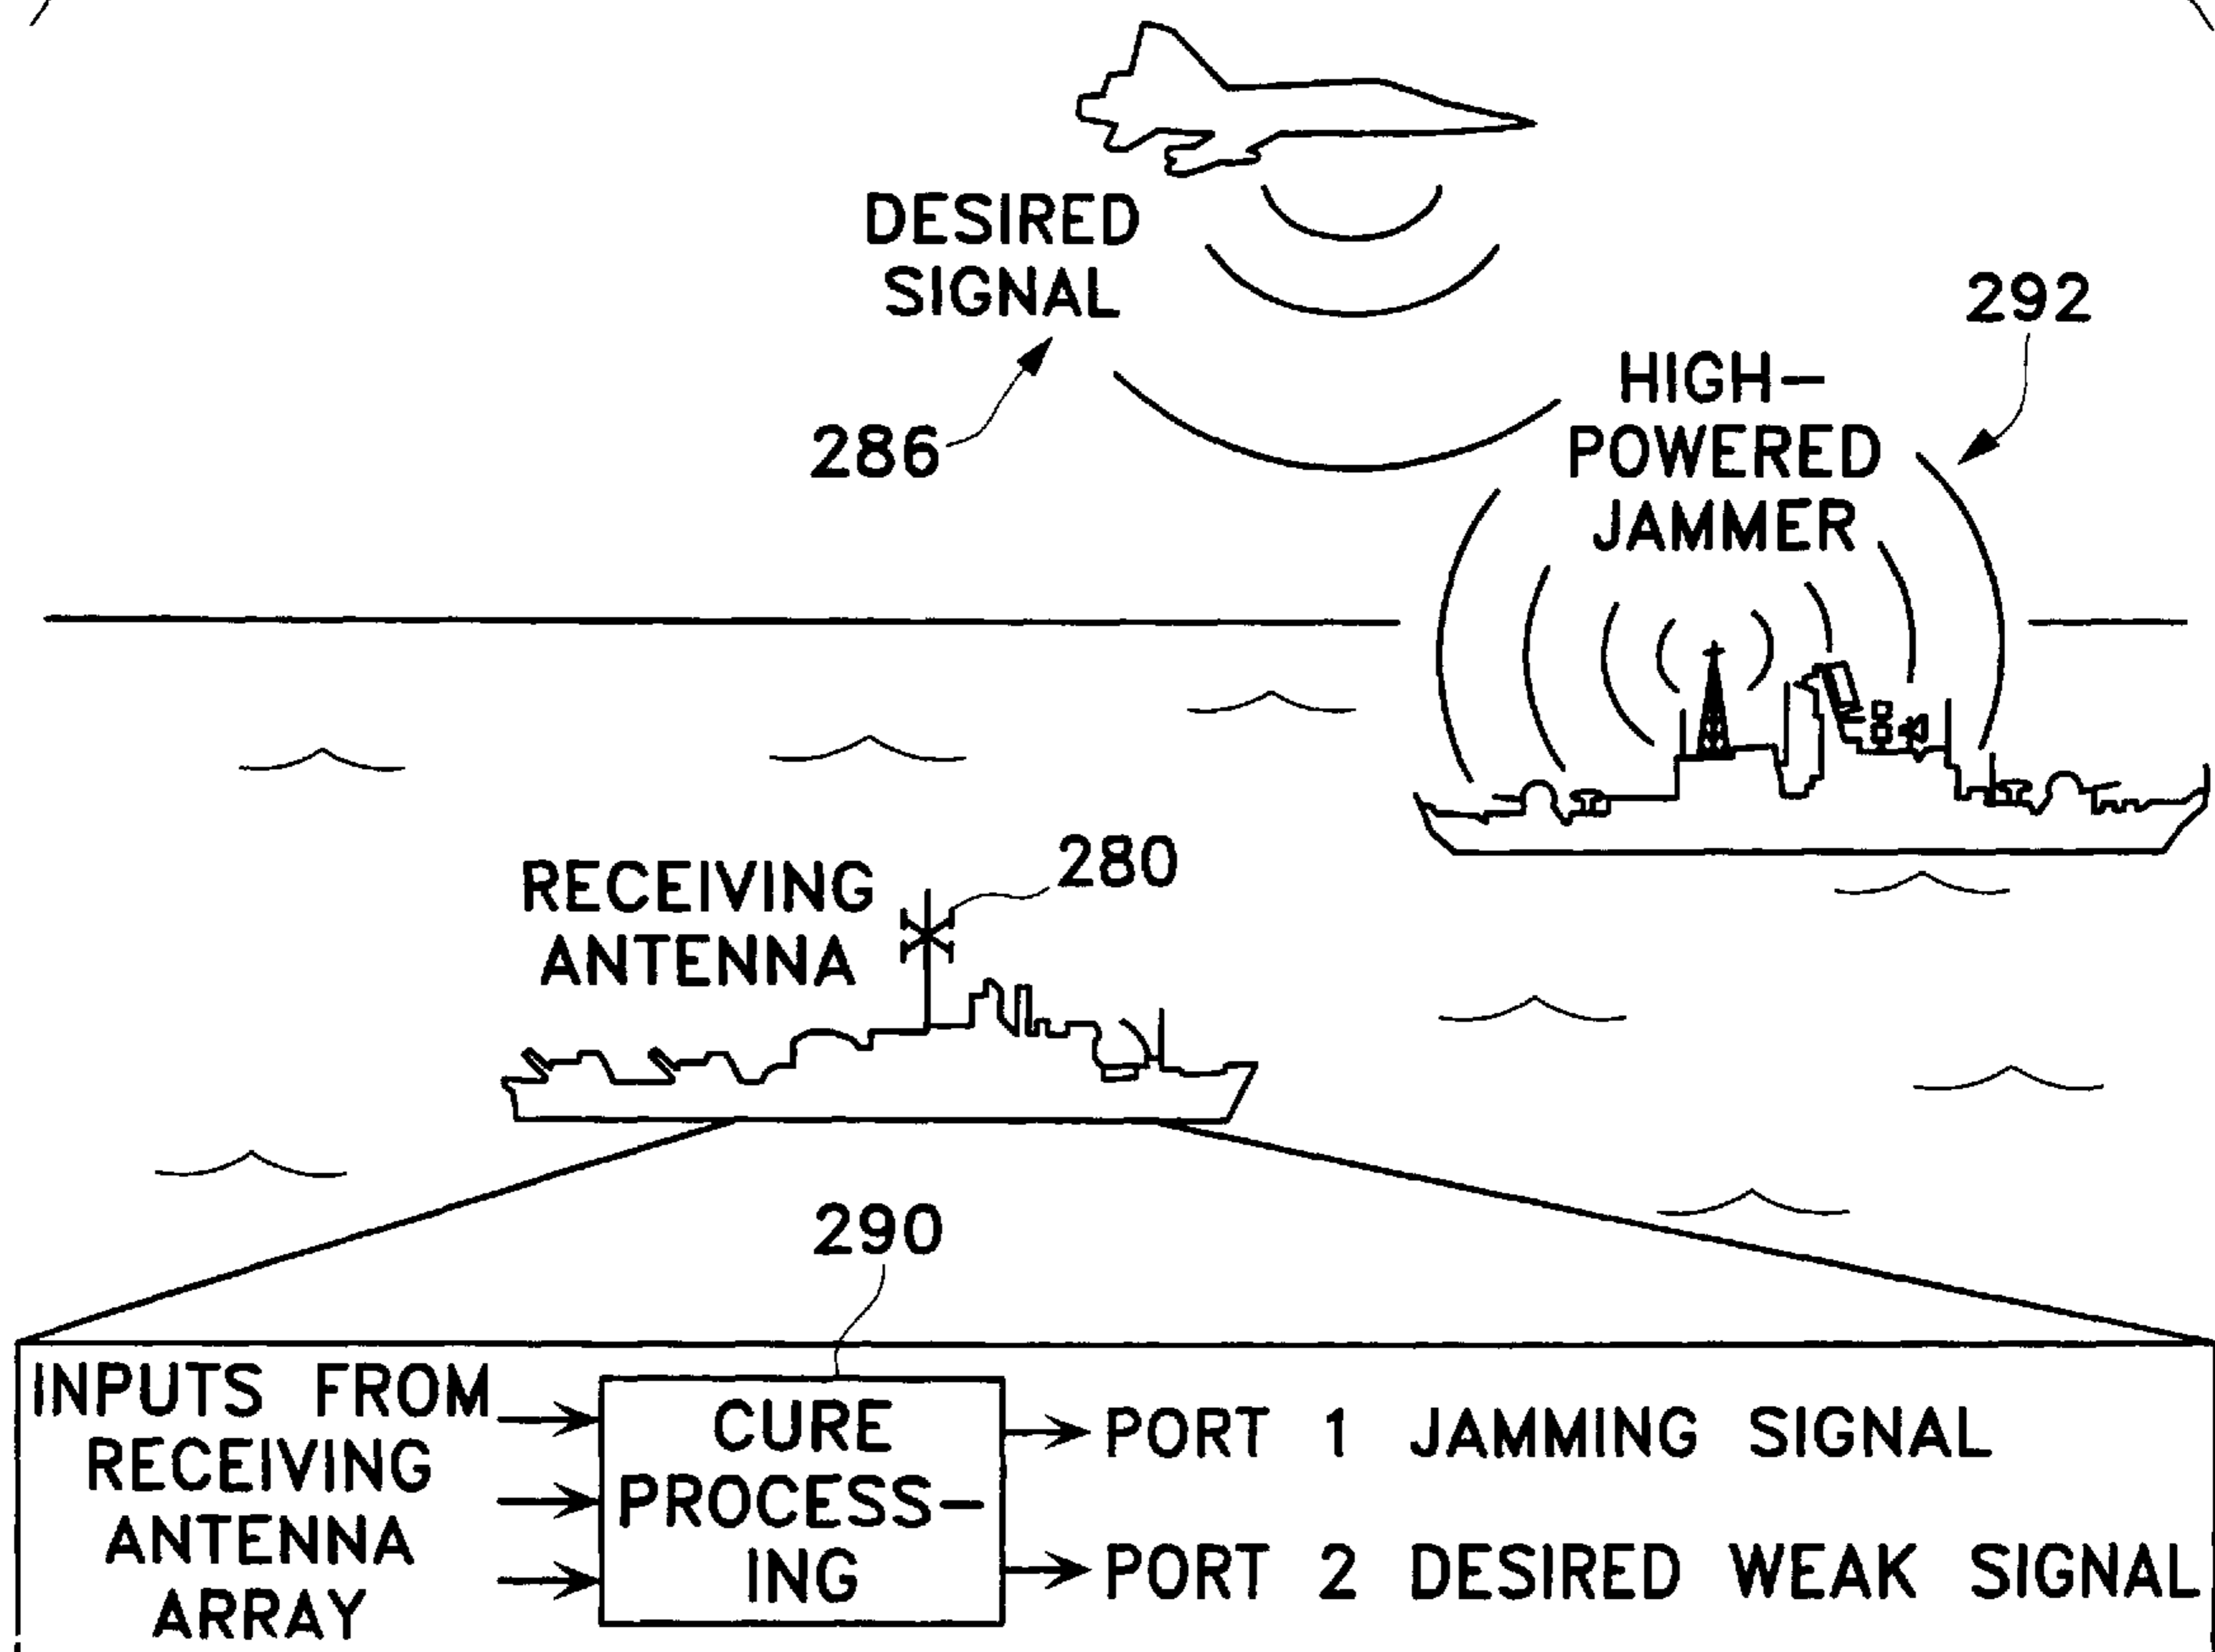 DESIRED
SIGNAL
292
HIGH-
POWERED
JAMMER
286
280
RECEIVING
ANTENNA
290
INPUTS FROM
RECEIVING
ANTENNA
ARRAY
CURE
PROCESS-
ING
PORT 1 JAMMING SIGNAL
PORT 2 DESIRED WEAK SIGNAL